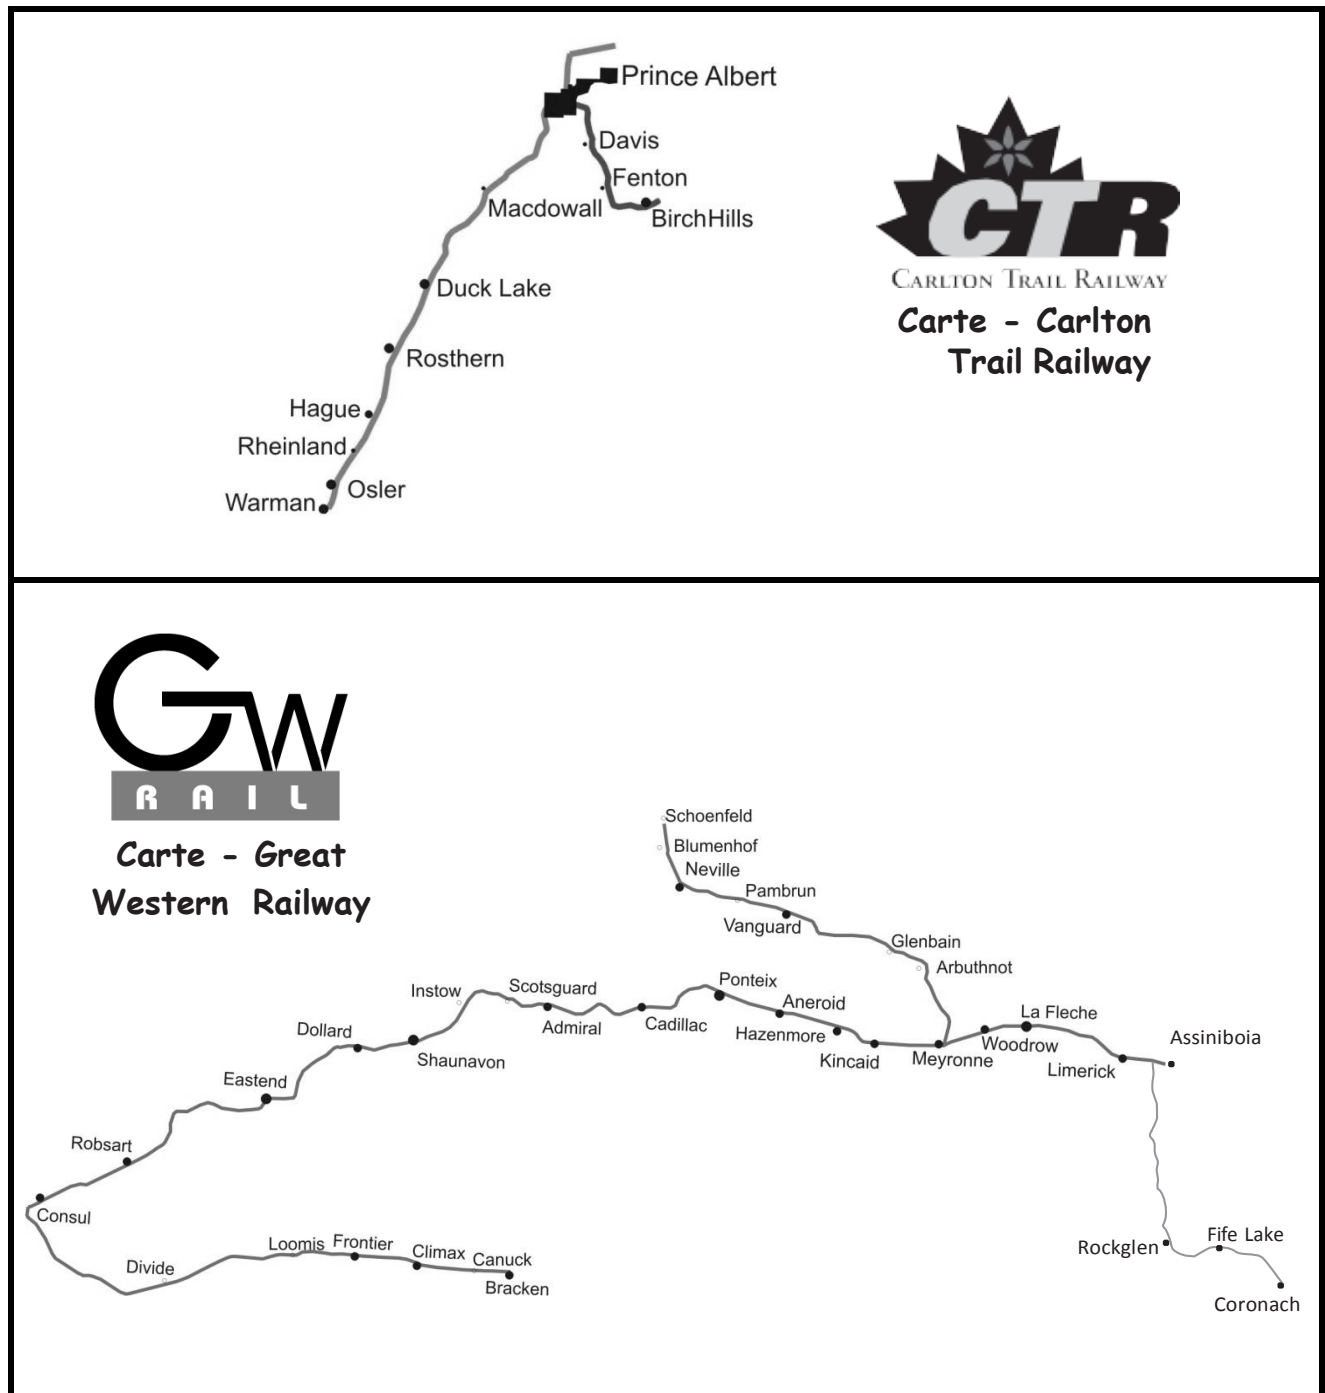 Prince Albert
Davis
Fenton
Macdowall
BirchHills
Duck Lake
Rosthern
Hague
Rheinland
Osler
Warman
CTR
CARLTON TRAIL RAILWAY
Carte - Carlton
Trail Railway
GW
RAIL
Carte - Great
Western Railway
Schoenfeld
Blumenhof
Neville
Pambrun
Vanguard
Glenbain
Arbuthnot
Ponteix
Instow
Scotsguard
Aneroid
La Fleche
Dollard
Admiral
Cadillac
Hazenmore
Assiniboia
Shaunavon
Kincaid
Meyronne
Woodrow
Limerick
Eastend
Robsart
Consul
Divide
Loomis
Frontier
Climax
Canuck
Bracken
Rockglen
Fife Lake
Coronach